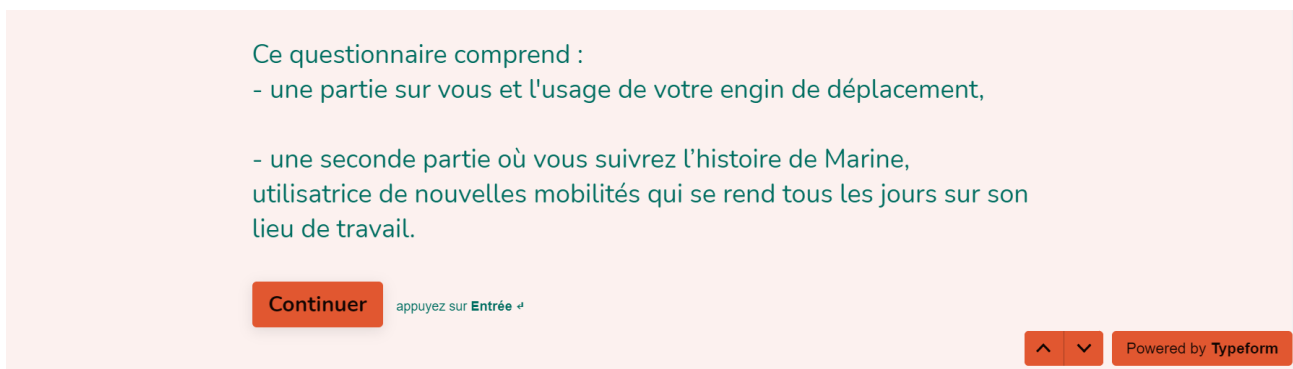 Ce questionnaire comprend :
- une partie sur vous et l'usage de votre engin de déplacement,
- une seconde partie où vous suivrez l’histoire de Marine,
utilisatrice de nouvelles mobilités qui se rend tous les jours sur son
lieu de travail.
Continuer appuyez sur Entrée ↵
Powered by Typeform